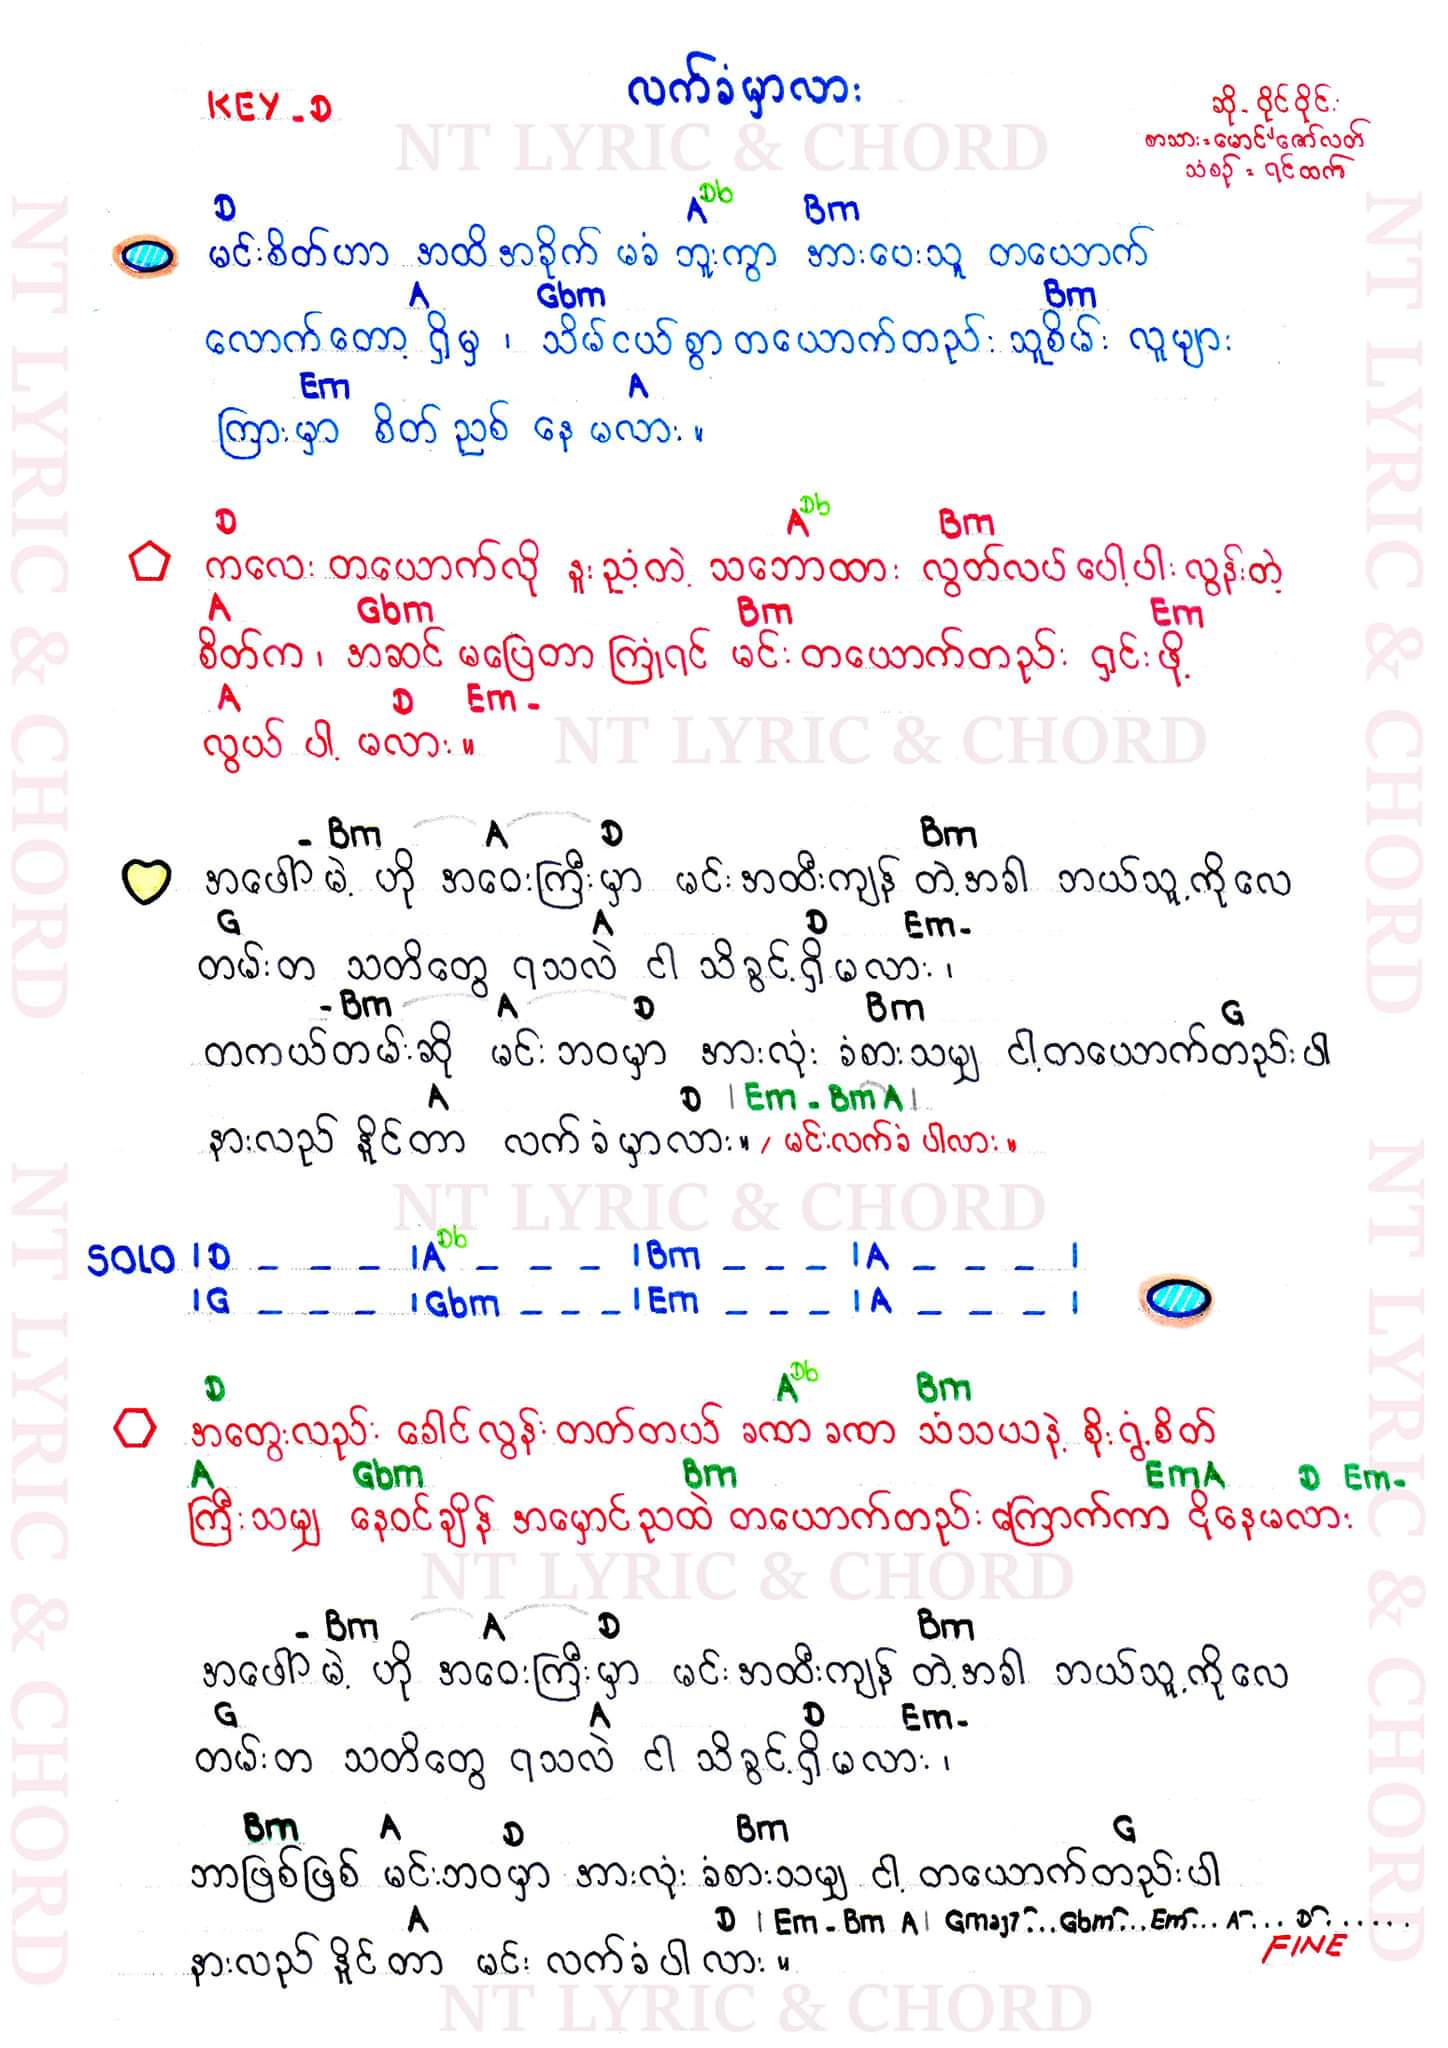 လက်ခံမှာလား
KEY - D
ဆို - ဝိုင်ဝိုင်း
စာသား = မောင်မောင်ဇော်လတ်
သံစဉ် = ရင်ထက်
NT LYRIC & CHORD
D A Db Bm
မင်းစိတ်ဟာ အထိအခိုက် မခံ ဘူးကွာ အားပေးသူ တယောက်
A Gbm Bm
လောက်တော့ ရှိမှ ၊ သိမ်ငယ်စွာ တယောက်တည်း သူစိမ်း လူများ
Em A
ကြားမှာ စိတ်ညစ် နေ မလား ။
D A Db Bm
ကလေး တယောက်လို နူးညံ့တဲ့ သဘောထား လွတ်လပ် ပေါ့ပါး လွန်းတဲ့
A Gbm Bm Em
စိတ်က ၊ အဆင် မပြေတာ ကြုံရင် မင်း တယောက်တည်း ရှင်းဖို့
A D Em -
လွယ် ပါ့ မလား ။
NT LYRIC & CHORD
- Bm A D Bm
အဖေါ်မဲ့ ဟို အဝေးကြီးမှာ မင်းအထီးကျန် တဲ့အခါ ဘယ်သူ့ကိုလေ
G A D Em -
တမ်းတ သတိတွေ ရသလဲ ငါ သိခွင့်ရှိမလား ၊
- Bm A D Bm G
တကယ်တမ်းဆို မင်းဘဝမှာ အားလုံး ခံစားသမျှ ငါ့တယောက်တည်းပါ
A D | Em - Bm A |
နားလည် နိူင်တာ လက်ခံမှာလား ။ / မင်းလက်ခံ ပါလား ။
NT LYRIC & CHORD
SOLO | D _ _ _ | A Db _ _ _ | Bm _ _ _ | A _ _ _ |
| G _ _ _ | Gbm _ _ _ | Em _ _ _ | A _ _ _ |
D A Db Bm
အတွေးလည်း ခေါင်လွန်း တတ်တယ် ခဏခဏ သံသယနဲ့ စိုးရွံ့စိတ်
A Gbm Bm Em A D Em -
ကြီးသမျှ နေဝင်ချိန် အမှောင်ညထဲ တယောက်တည်း ကြောက်ကာ ငိုနေမလား
NT LYRIC & CHORD
- Bm A D Bm
အဖေါ်မဲ့ ဟို အဝေးကြီးမှာ မင်းအထီးကျန် တဲ့အခါ ဘယ်သူ့ကိုလေ
G A D Em -
တမ်းတ သတိတွေ ရသလဲ ငါ သိခွင့်ရှိမလား ၊
Bm A D Bm G
ဘာဖြစ်ဖြစ် မင်းဘဝမှာ အားလုံး ခံစားသမျှ ငါ့ တယောက်တည်းပါ
A D | Em - Bm A | Gmaj7 ... Gbm ... Em ... A ... D ......
FINE
နားလည် နိူင်တာ မင်း လက်ခံပါလား ။
NT LYRIC & CHORD
NT LYRIC & CHORD
NT LYRIC & CHORD
NT LYRIC & CHORD
NT LYRIC & CHORD